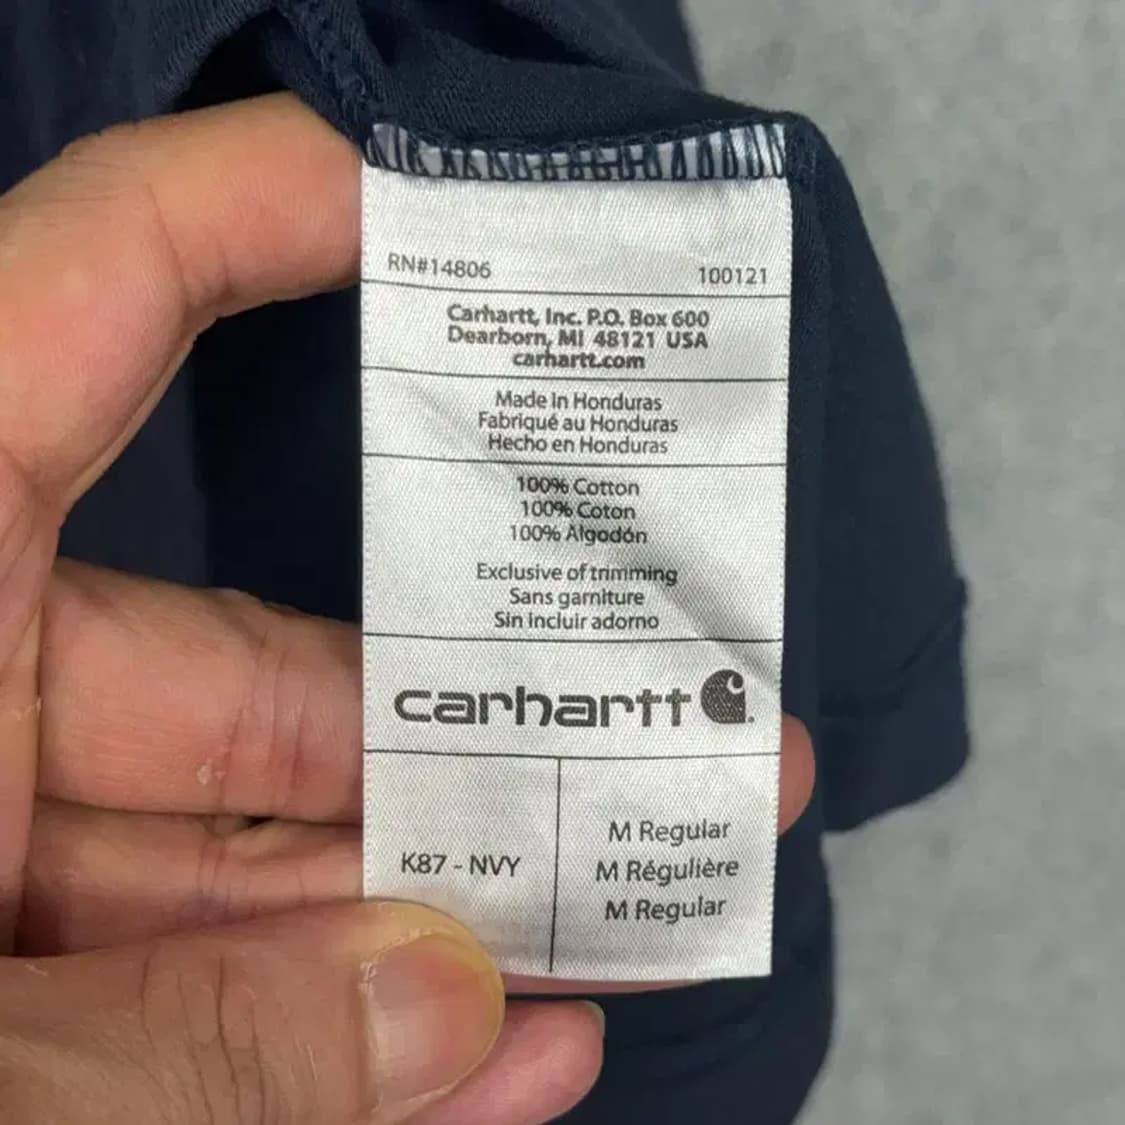 RN#14806 100121
Carhartt, Inc. P.O. Box 600
Dearborn, MI 48121 USA
carhartt.com
Made in Honduras
Fabriqué au Honduras
Hecho en Honduras
100% Cotton
100% Coton
100% Algodón
Exclusive of trimming
Sans garniture
Sin incluir adorno
carhartt
K87 - NVY
M Regular
M Régulière
M Regular